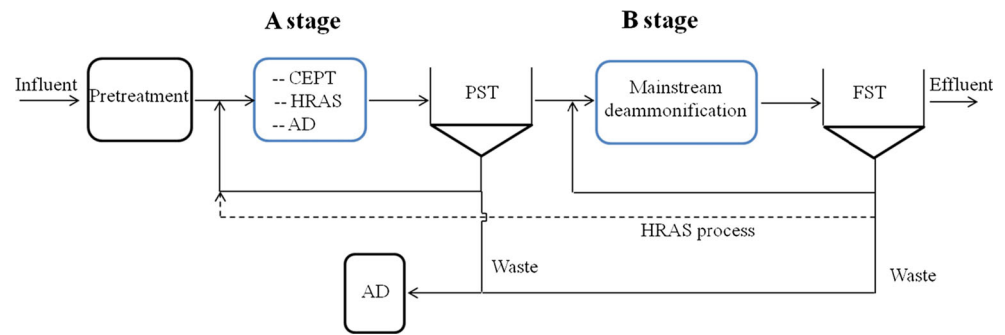 A stage
B stage
Influent
Pretreatment
-- CEPT
-- HRAS
-- AD
PST
Mainstream
deammonification
FST
Effluent
HRAS process
Waste
Waste
AD